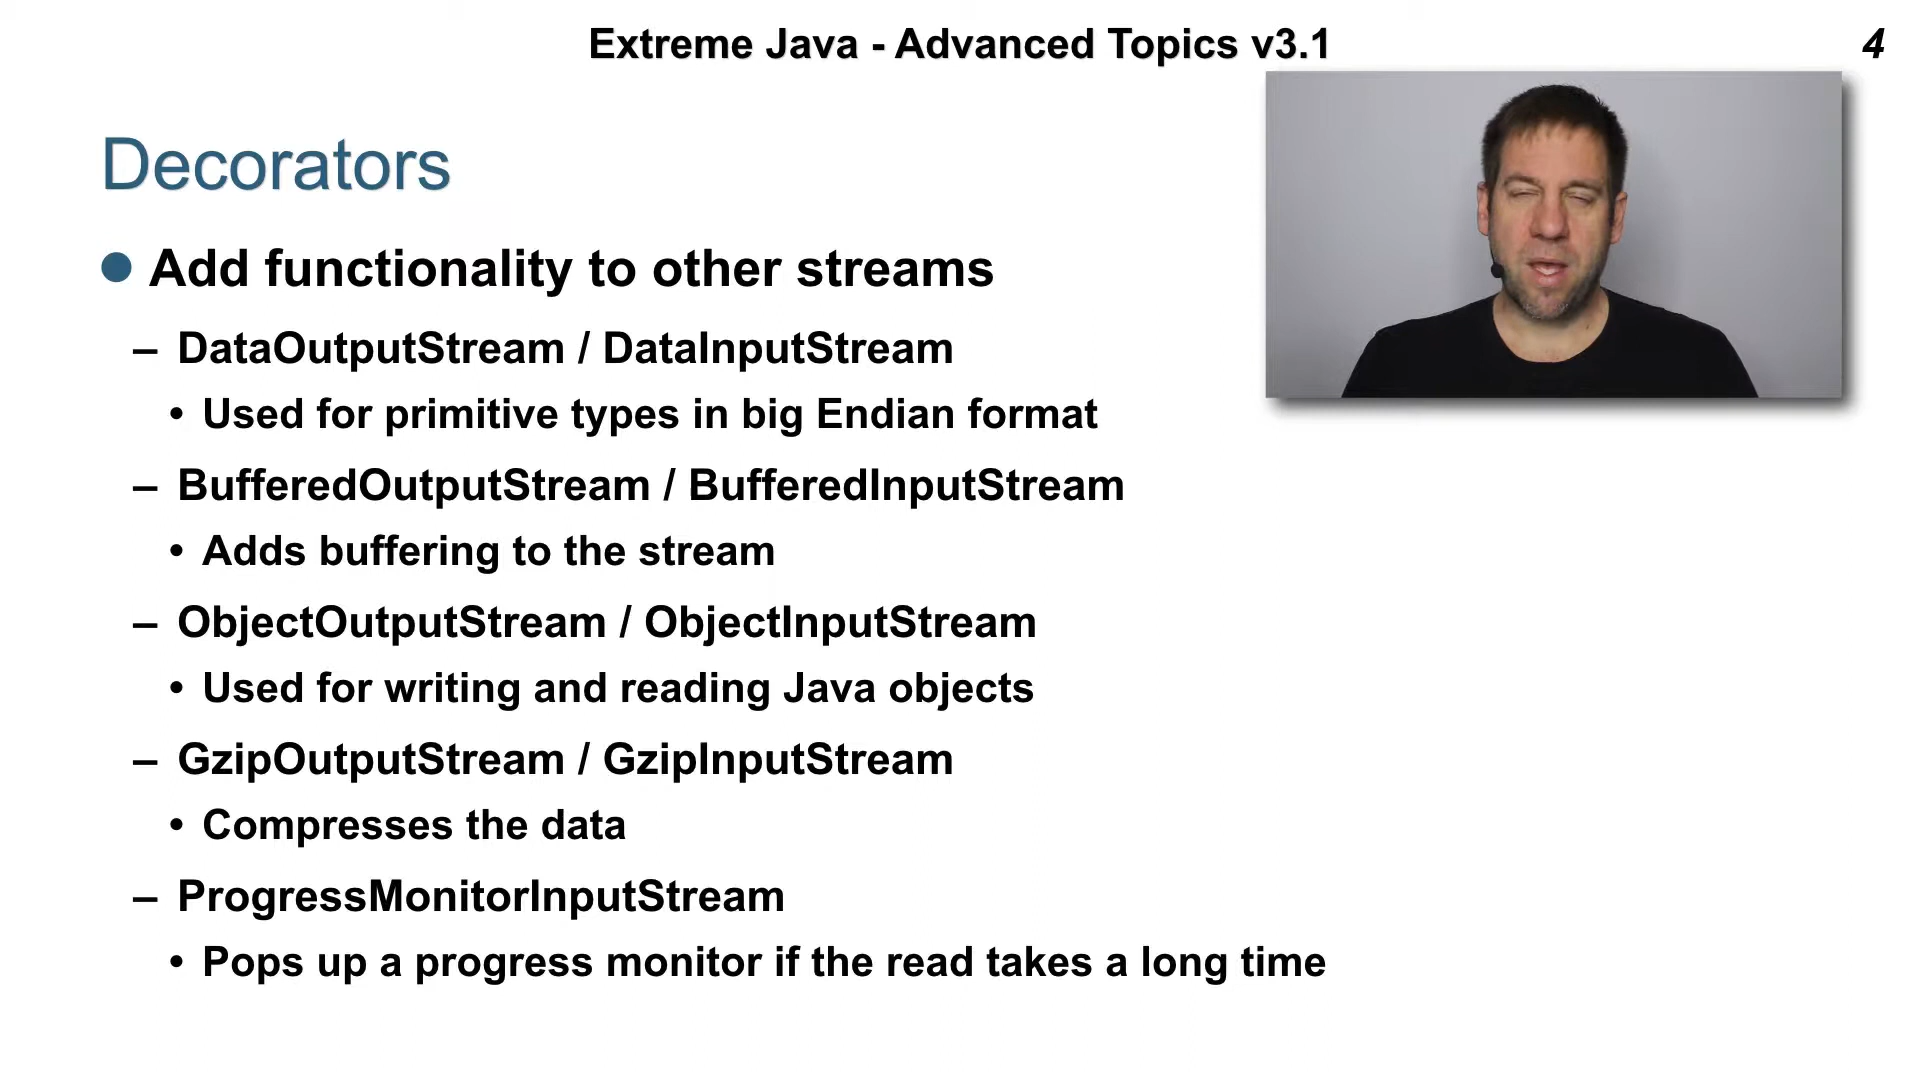 Extreme Java - Advanced Topics v3.1
4
Decorators
● Add functionality to other streams
– DataOutputStream / DataInputStream
• Used for primitive types in big Endian format
– BufferedOutputStream / BufferedInputStream
• Adds buffering to the stream
– ObjectOutputStream / ObjectInputStream
• Used for writing and reading Java objects
– GzipOutputStream / GzipInputStream
• Compresses the data
– ProgressMonitorInputStream
• Pops up a progress monitor if the read takes a long time